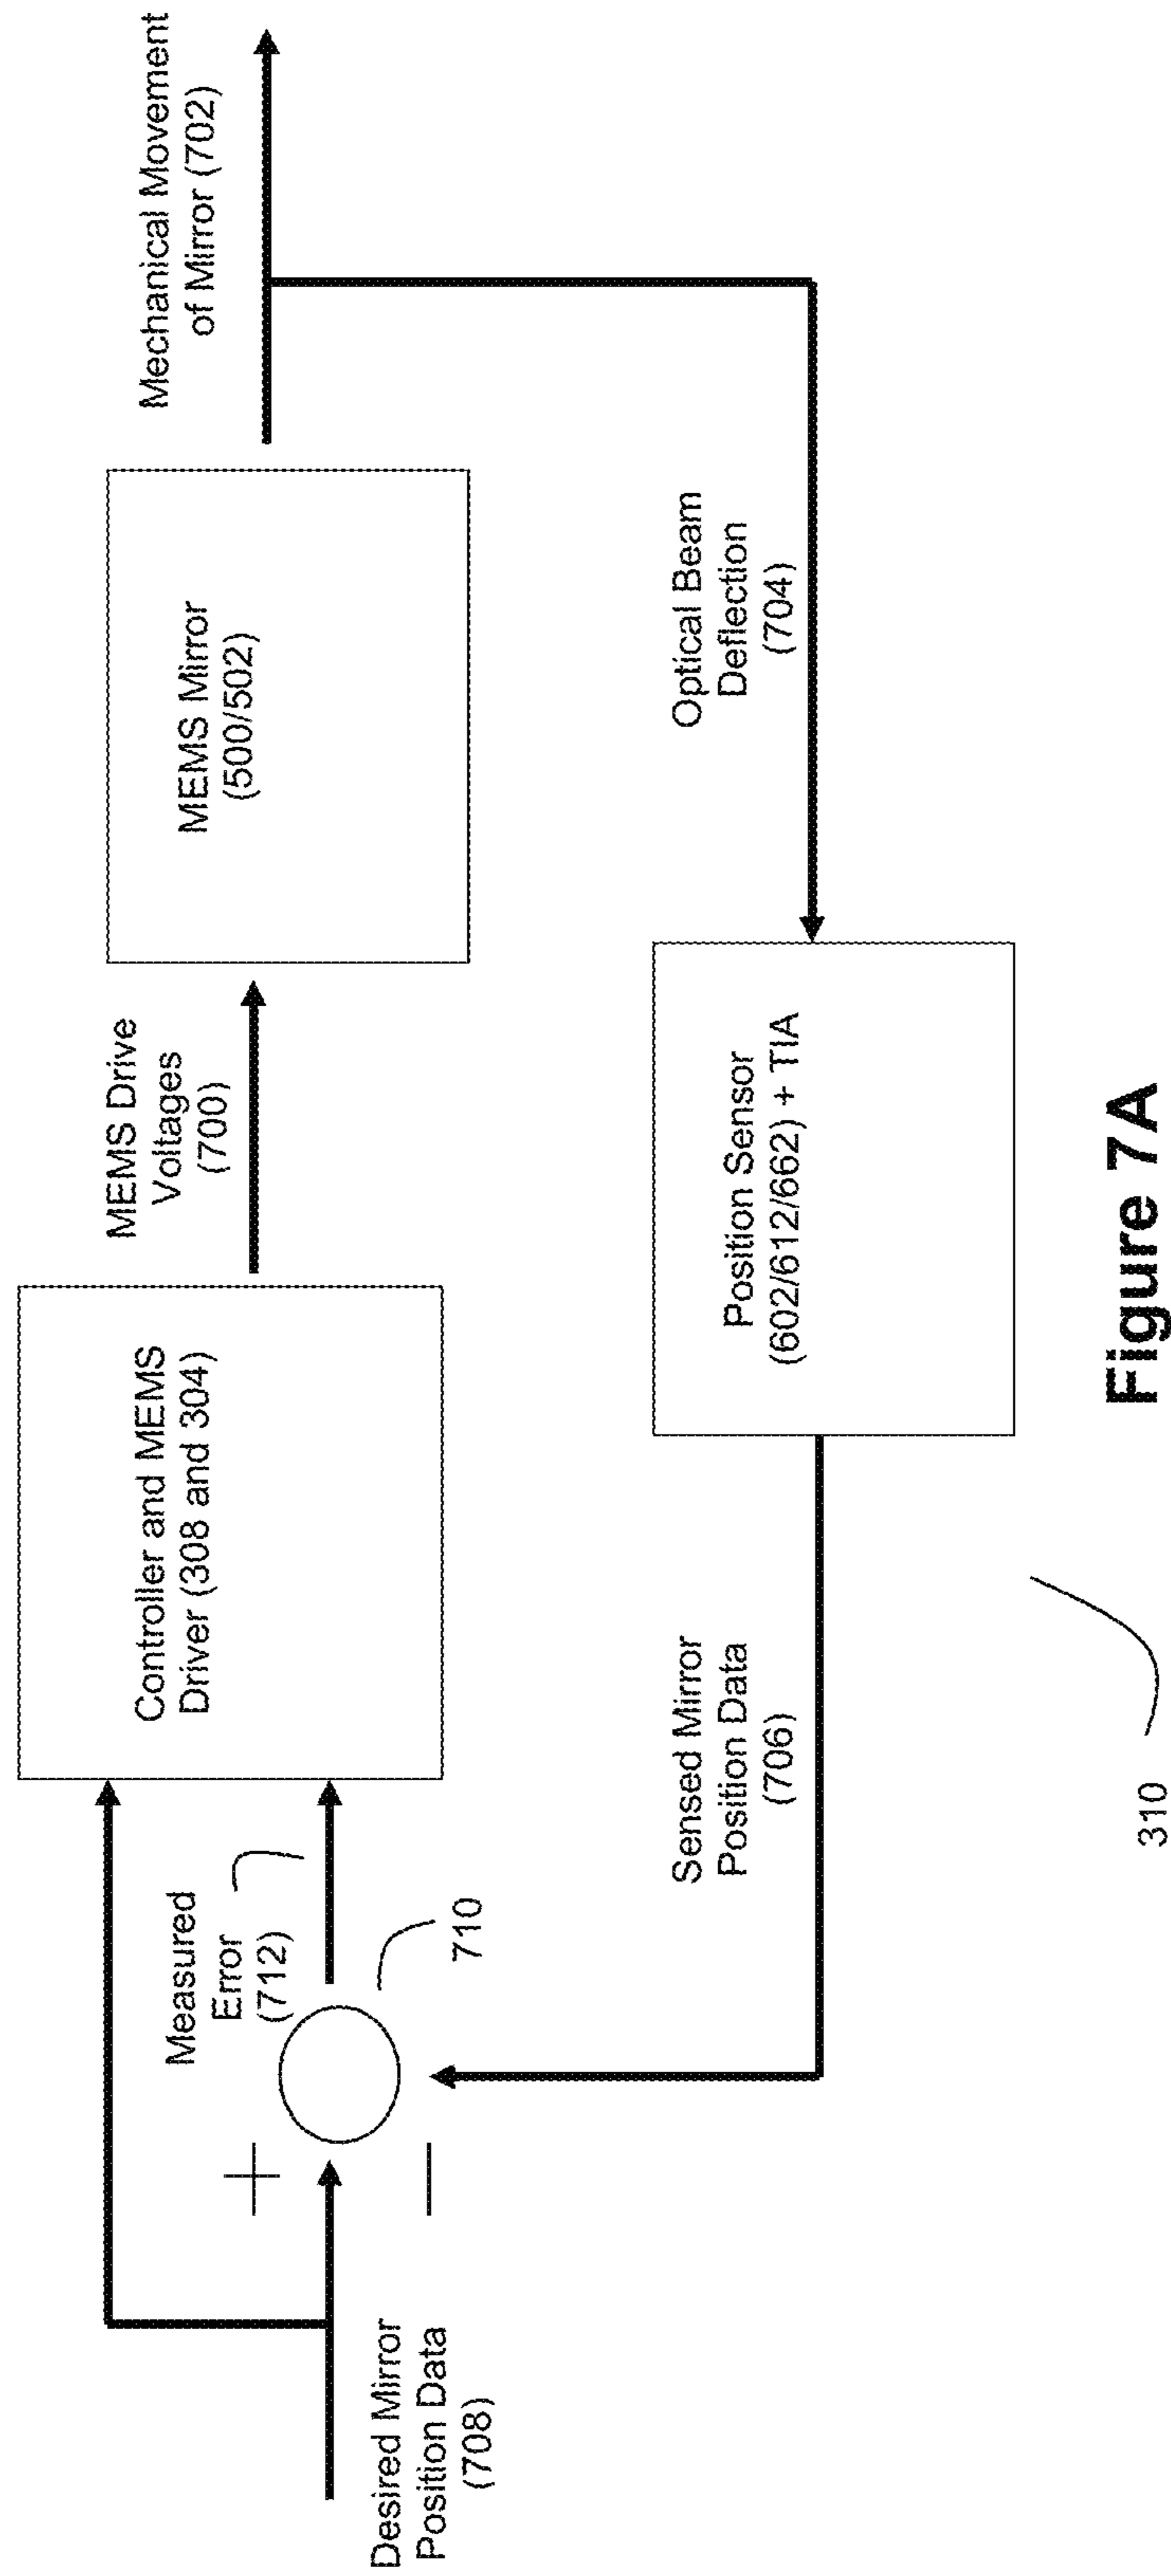 Mechanical Movement
of Mirror (702)
MEMS Mirror
(500/502)
MEMS Drive
Voltages
(700)
Controller and MEMS
Driver (308 and 304)
Measured
Error
(712)
710
+
−
Desired Mirror
Position Data
(708)
Optical Beam
Deflection
(704)
Position Sensor
(602/612/662) + TIA
Sensed Mirror
Position Data
(706)
310
Figure 7A